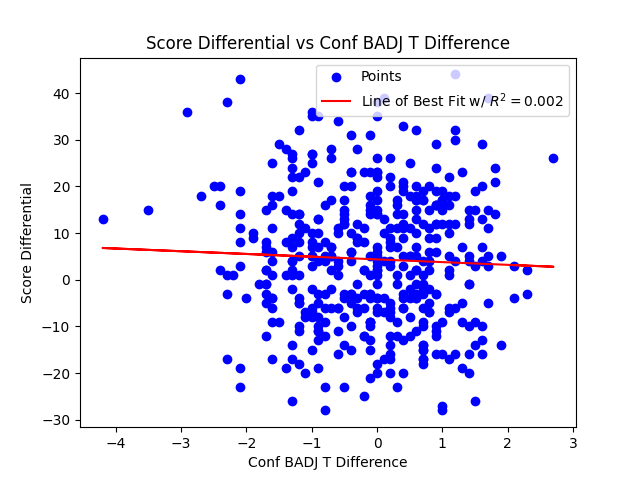 Score Differential vs Conf BADJ T Difference
Points
Line of Best Fit w/ R² = 0.002
Score Differential
40
30
20
10
0
−10
−20
−30
−4 −3 −2 −1 0 1 2 3
Conf BADJ T Difference